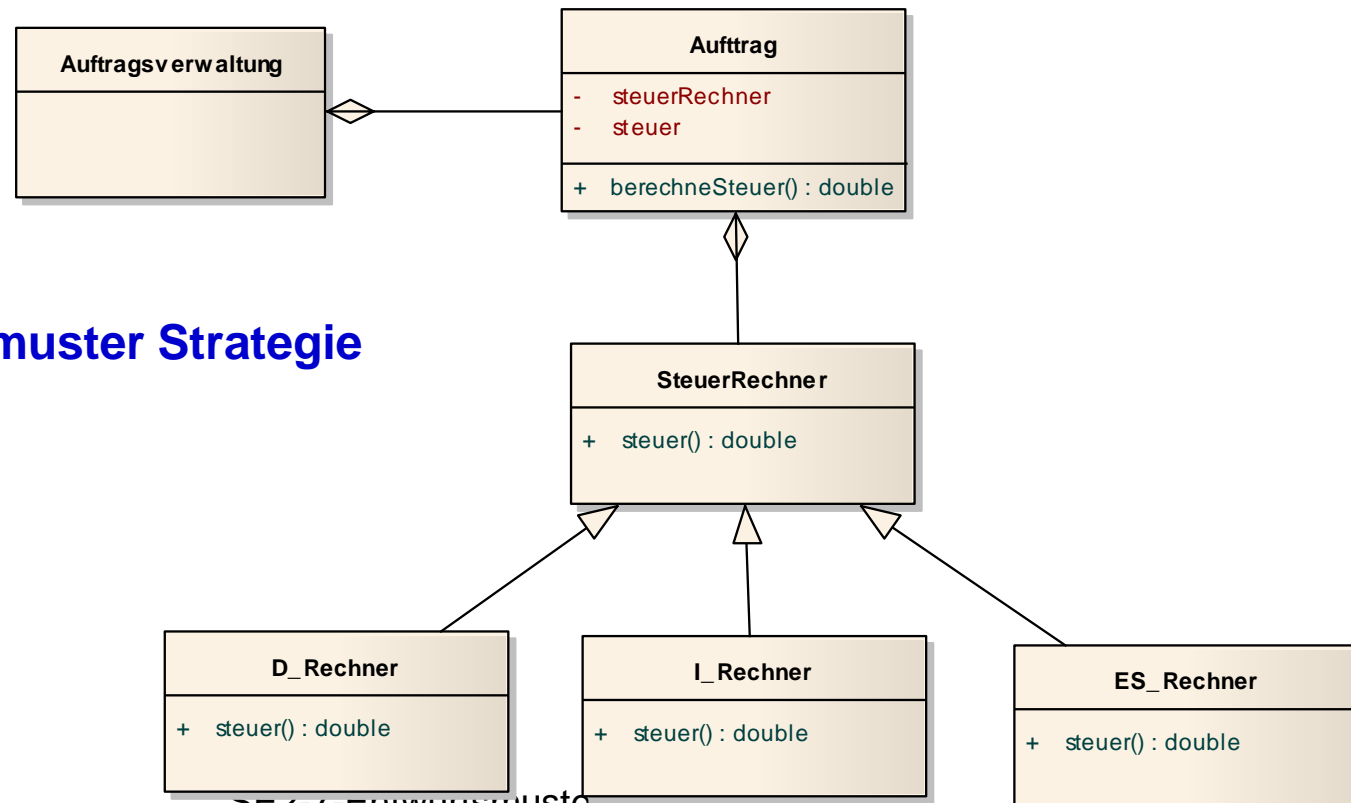 Auftragsverwaltung
Aufttrag
- steuerRechner
- steuer
+ berechneSteuer() : double
muster Strategie
SteuerRechner
+ steuer() : double
D_Rechner
+ steuer() : double
I_Rechner
+ steuer() : double
ES_Rechner
+ steuer() : double